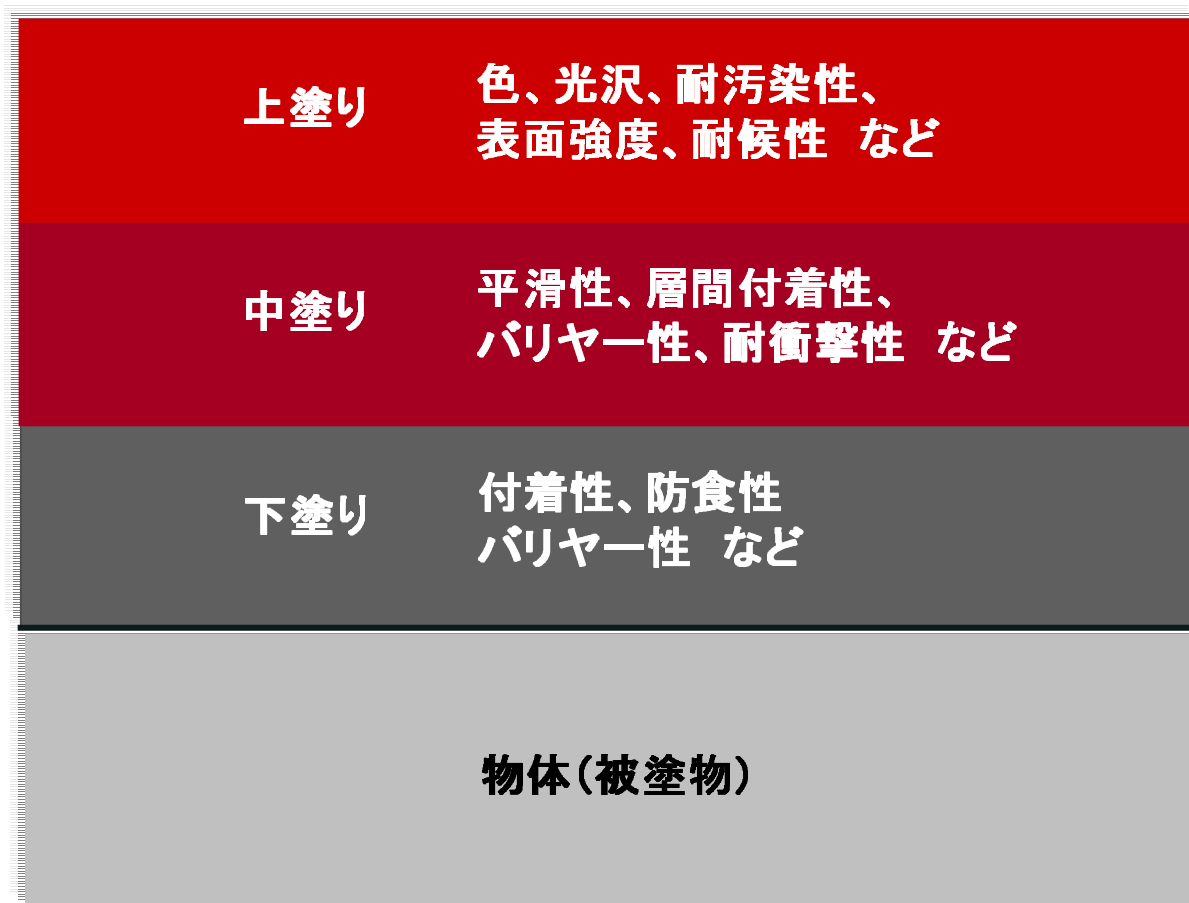 上塗り
色、光沢、耐汚染性、
表面強度、耐候性　など
中塗り
平滑性、層間付着性、
バリヤー性、耐衝撃性　など
下塗り
付着性、防食性
バリヤー性　など
物体（被塗物）